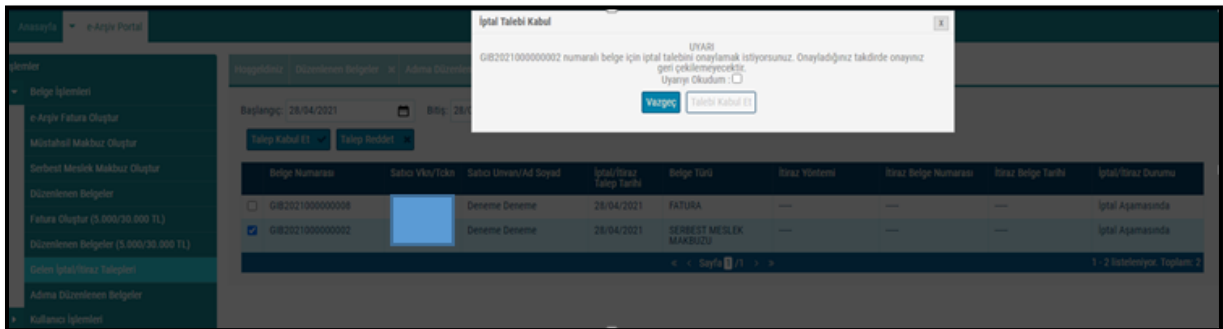 Anasayfa e-Arşiv Portal
İptal Talebi Kabul x
UYARI
GIB2021000000002 numaralı belge için iptal talebini onaylamak istiyorsunuz. Onayladığınız takdirde onayınız
geri çekilemeyecektir.
Uyarıyı Okudum :
Vazgeç Talebi Kabul Et
Hoşgeldiniz Düzenlenen Belgeler Adıma
Belge İşlemleri
e-Arşiv Fatura Oluştur
Müstahsil Makbuz Oluştur
Serbest Meslek Makbuz Oluştur
Düzenlenen Belgeler
Fatura Oluştur (5.000/30.000 TL)
Düzenlenen Belgeler (5.000/30.000 TL)
Gelen İptal/İtiraz Talepleri
Adıma Düzenlenen Belgeler
Kullanıcı İşlemleri
Başlangıç: 28/04/2021 Bitiş:
Talep Kabul Et Talep Reddet
Belge Numarası Satıcı Vkn/Tckn Satıcı Unvan/Ad Soyad İptal/İtiraz Talep Tarihi Belge Türü İtiraz Yöntemi İtiraz Belge Numarası İtiraz Belge Tarihi İptal/İtiraz Durumu
GIB2021000000008 Deneme Deneme 28/04/2021 FATURA ---- ---- ---- İptal Aşamasında
GIB2021000000002 Deneme Deneme 28/04/2021 SERBEST MESLEK MAKBUZU ---- ---- ---- İptal Aşamasında
« < Sayfa 1 /1 > » 1 - 2 listeleniyor. Toplam: 2